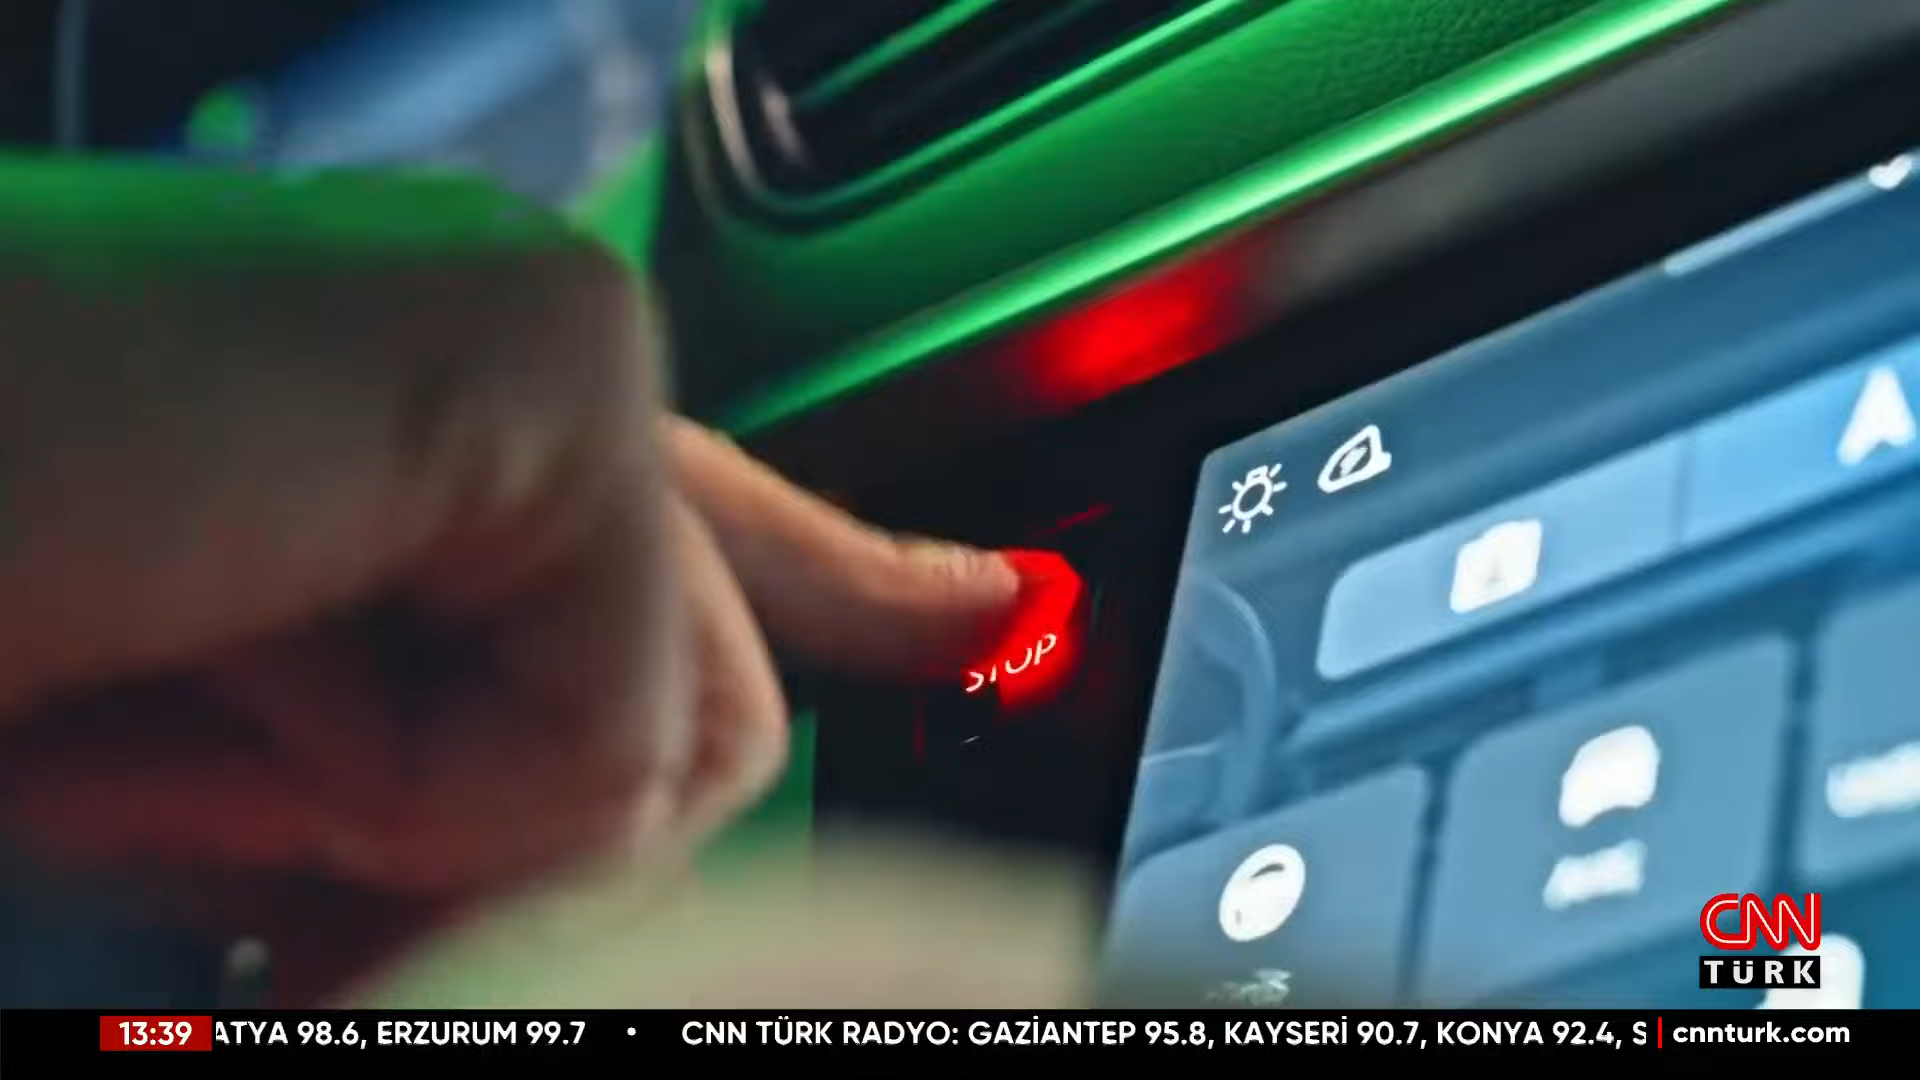 CNN
TÜRK
13:39
ATYA 98.6, ERZURUM 99.7 • CNN TÜRK RADYO: GAZİANTEP 95.8, KAYSERİ 90.7, KONYA 92.4, S
cnnturk.com